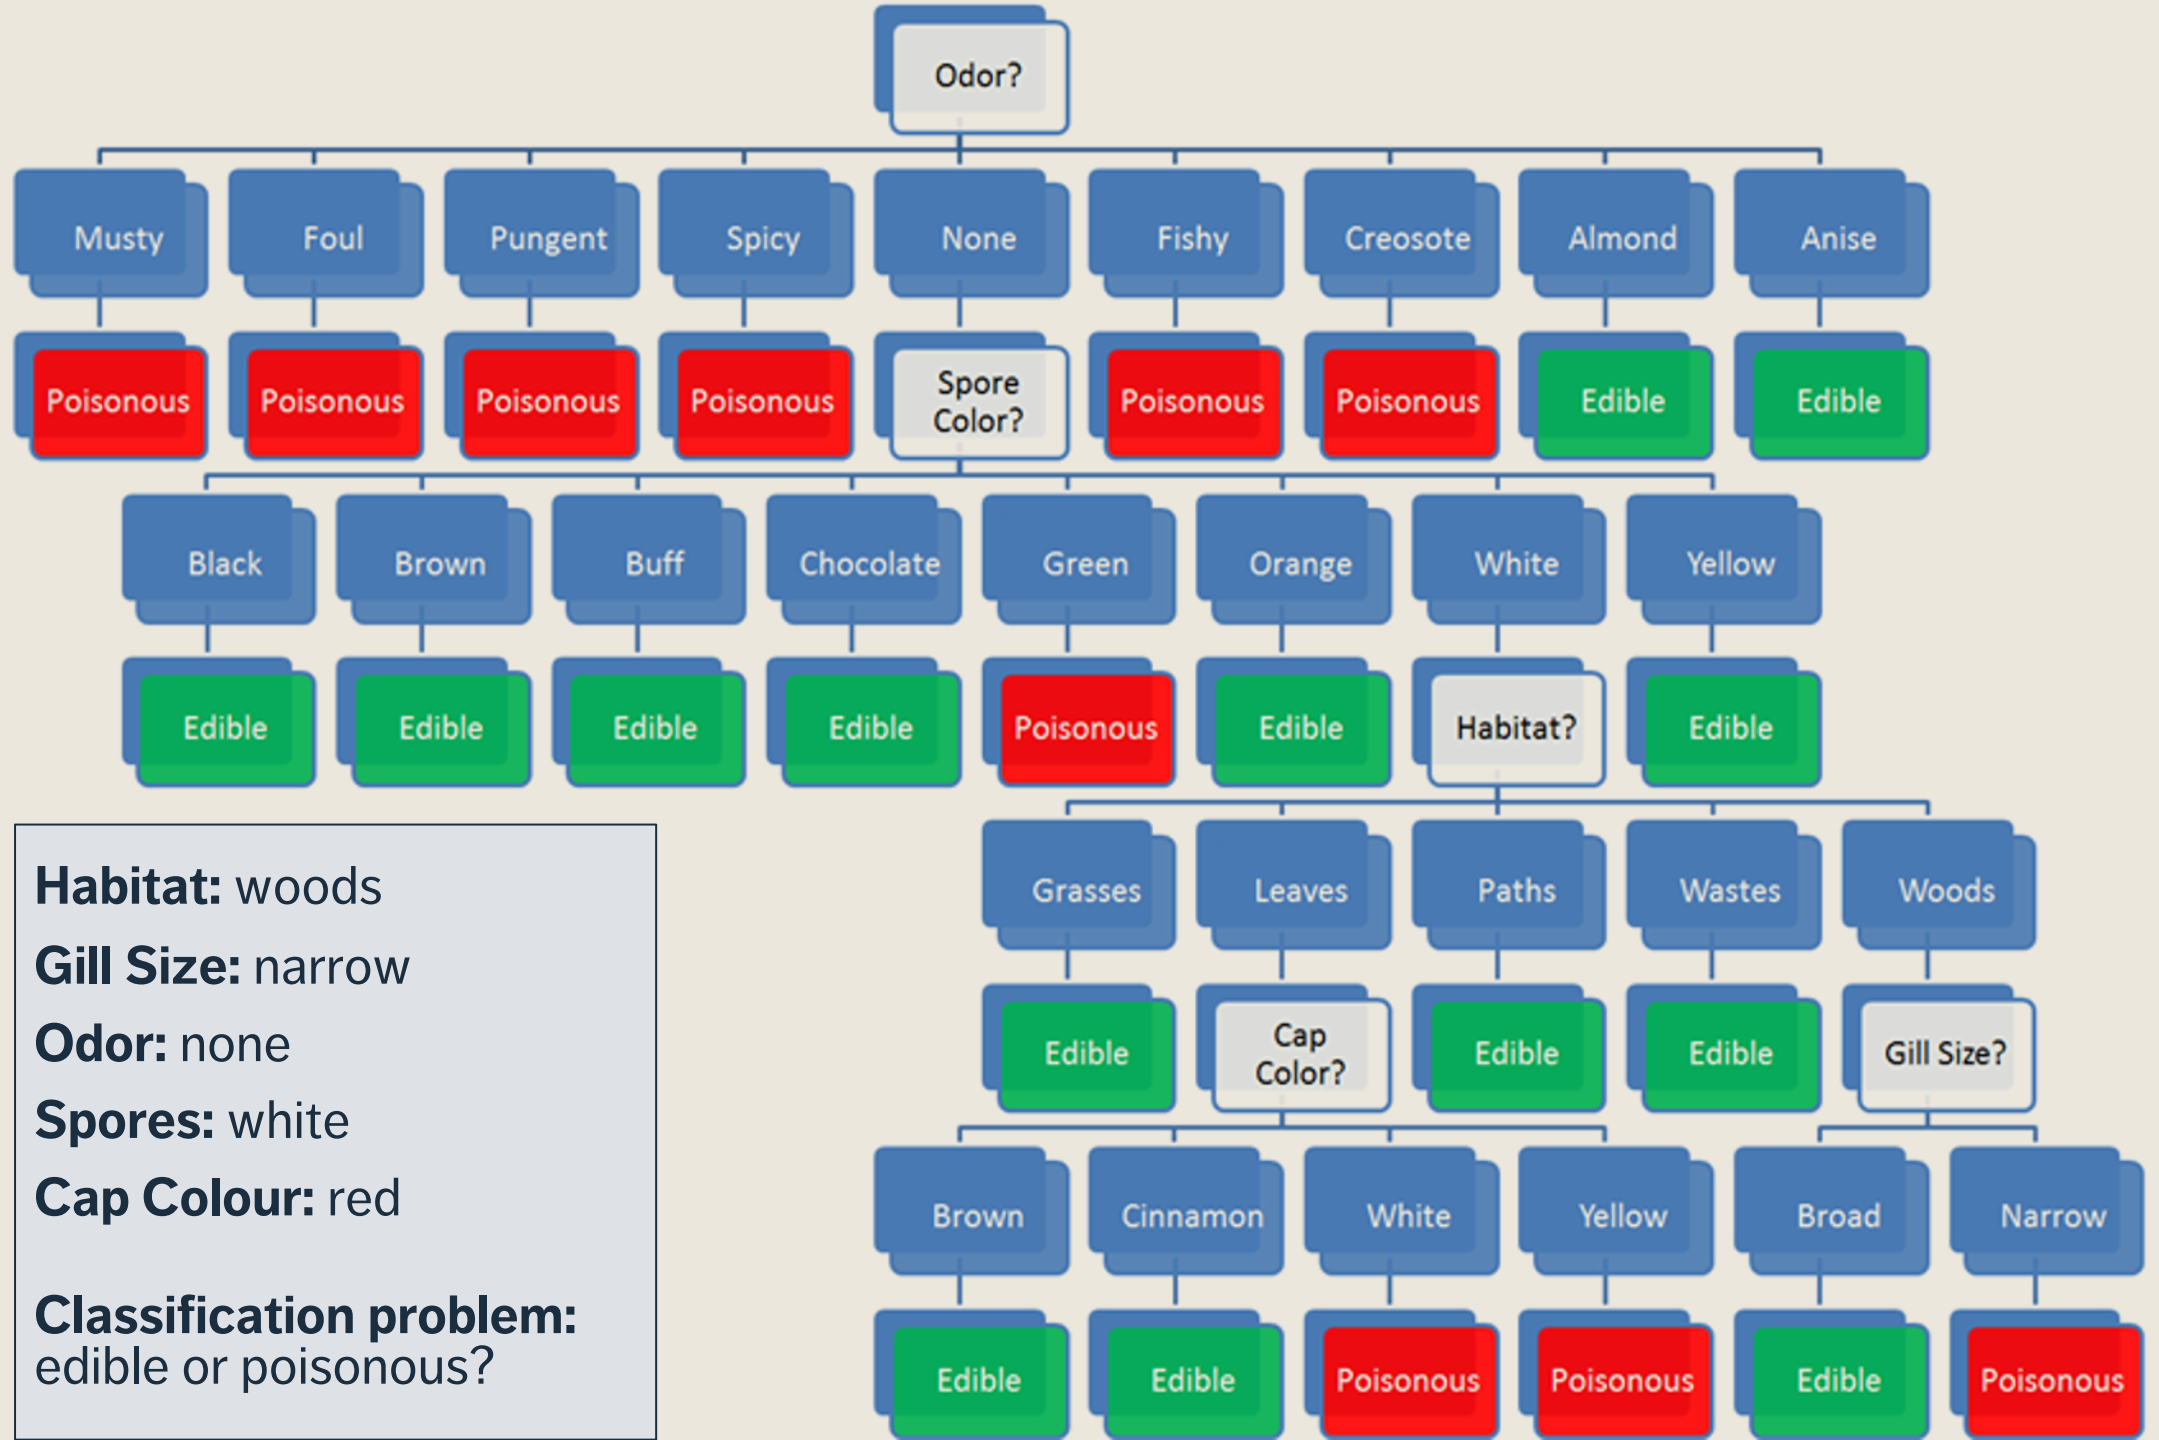 Odor?
Musty Foul Pungent Spicy None Fishy Creosote Almond Anise
Poisonous Poisonous Poisonous Poisonous Spore Color? Poisonous Poisonous Edible Edible
Black Brown Buff Chocolate Green Orange White Yellow
Edible Edible Edible Edible Poisonous Edible Habitat? Edible
Grasses Leaves Paths Wastes Woods
Edible Cap Color? Edible Edible Gill Size?
Brown Cinnamon White Yellow Broad Narrow
Edible Edible Poisonous Poisonous Edible Poisonous
Habitat: woods
Gill Size: narrow
Odor: none
Spores: white
Cap Colour: red
Classification problem:
edible or poisonous?